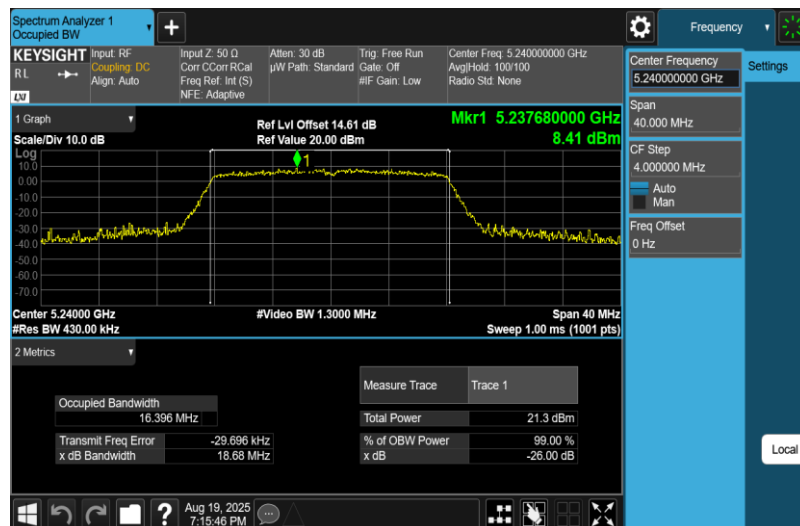 Spectrum Analyzer 1
Occupied BW
+
Frequency
KEYSIGHT
RL
LXI
Input: RF
Coupling: DC
Align: Auto
Input Z: 50 Ω
Corr CCorr RCal
Freq Ref: Int (S)
NFE: Adaptive
Atten: 30 dB
µW Path: Standard
Trig: Free Run
Gate: Off
#IF Gain: Low
Center Freq: 5.240000000 GHz
Avg|Hold: 100/100
Radio Std: None
Center Frequency
5.240000000 GHz
Settings
Span
40.000 MHz
CF Step
4.000000 MHz
Auto
Man
Freq Offset
0 Hz
Local
1 Graph
Scale/Div 10.0 dB
Ref Lvl Offset 14.61 dB
Ref Value 20.00 dBm
Mkr1 5.237680000 GHz
8.41 dBm
Log
10.0
0.00
-10.0
-20.0
-30.0
-40.0
-50.0
-60.0
-70.0
1
Center 5.24000 GHz
#Res BW 430.00 kHz
#Video BW 1.3000 MHz
Span 40 MHz
Sweep 1.00 ms (1001 pts)
2 Metrics
Measure Trace Trace 1
Occupied Bandwidth
16.396 MHz
Total Power 21.3 dBm
Transmit Freq Error -29.696 kHz
% of OBW Power 99.00 %
x dB Bandwidth 18.68 MHz
x dB -26.00 dB
?
Aug 19, 2025
7:15:46 PM